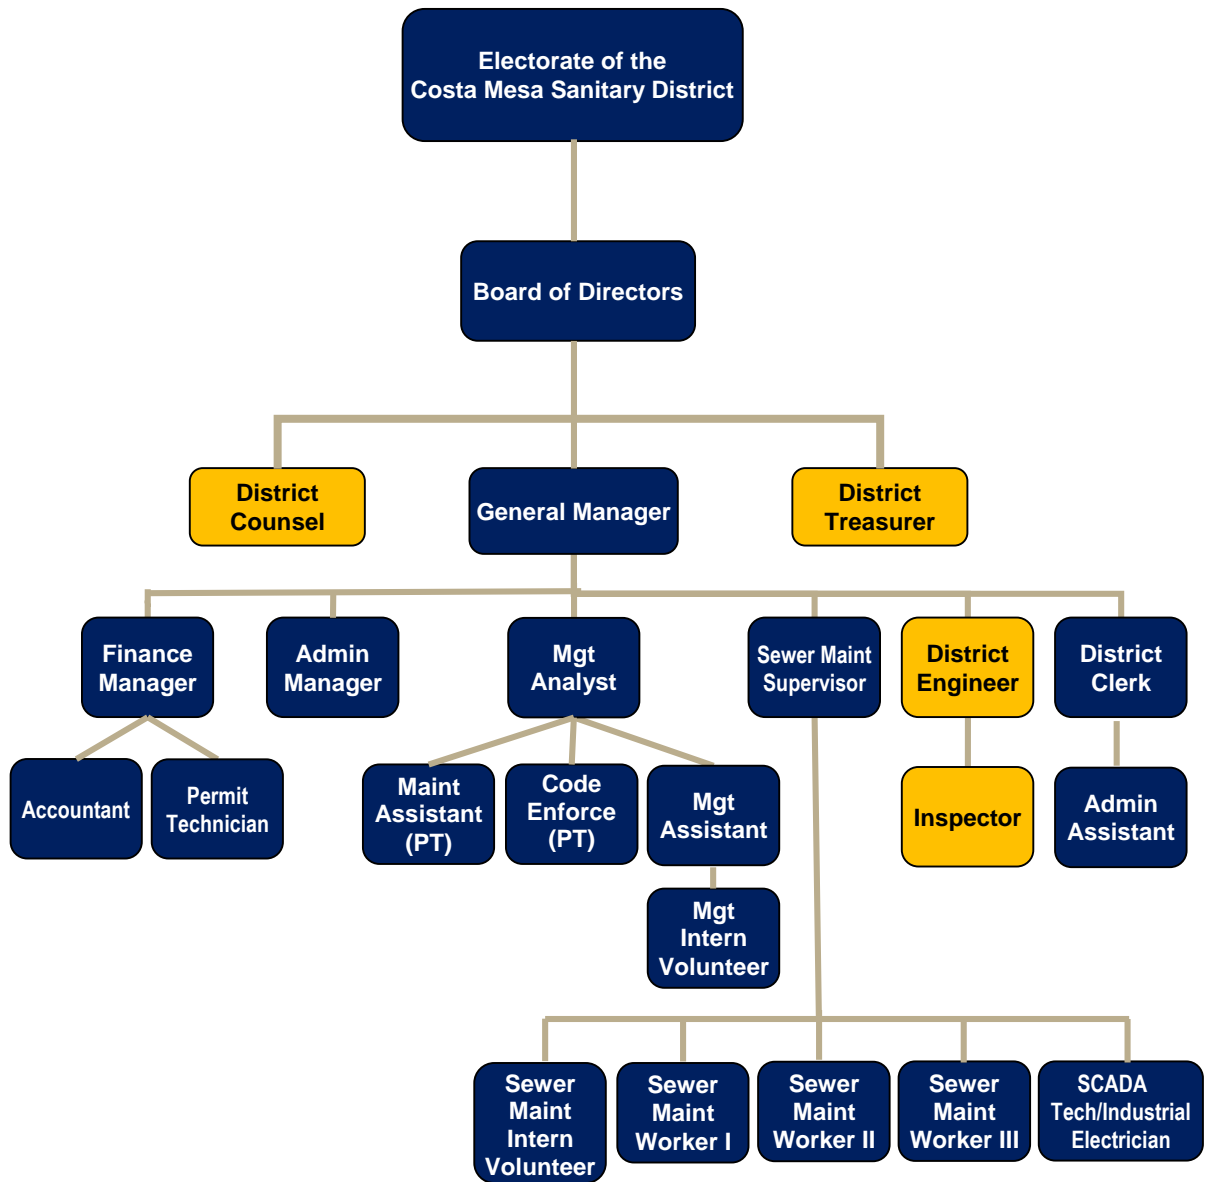 Electorate of the
Costa Mesa Sanitary District
Board of Directors
District
Counsel
General Manager
District
Treasurer
Finance
Manager
Admin
Manager
Mgt
Analyst
Sewer Maint
Supervisor
District
Engineer
District
Clerk
Accountant
Permit
Technician
Maint
Assistant
(PT)
Code
Enforce
(PT)
Mgt
Assistant
Inspector
Admin
Assistant
Mgt
Intern
Volunteer
Sewer
Maint
Intern
Volunteer
Sewer
Maint
Worker I
Sewer
Maint
Worker II
Sewer
Maint
Worker III
SCADA
Tech/Industrial
Electrician